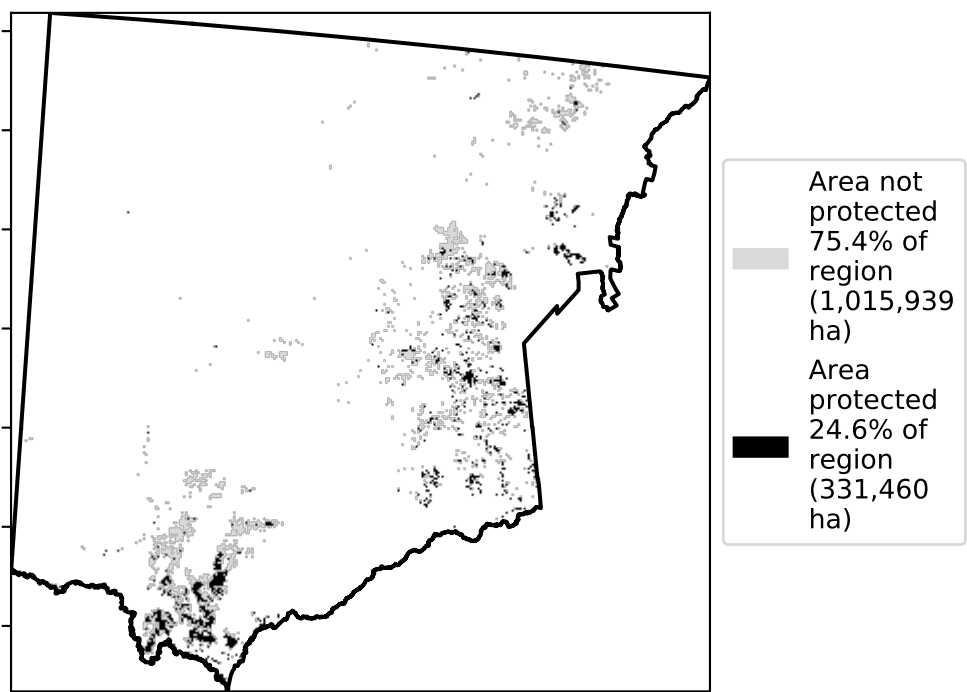 Area not
protected
75.4% of
region
(1,015,939
ha)
Area
protected
24.6% of
region
(331,460
ha)